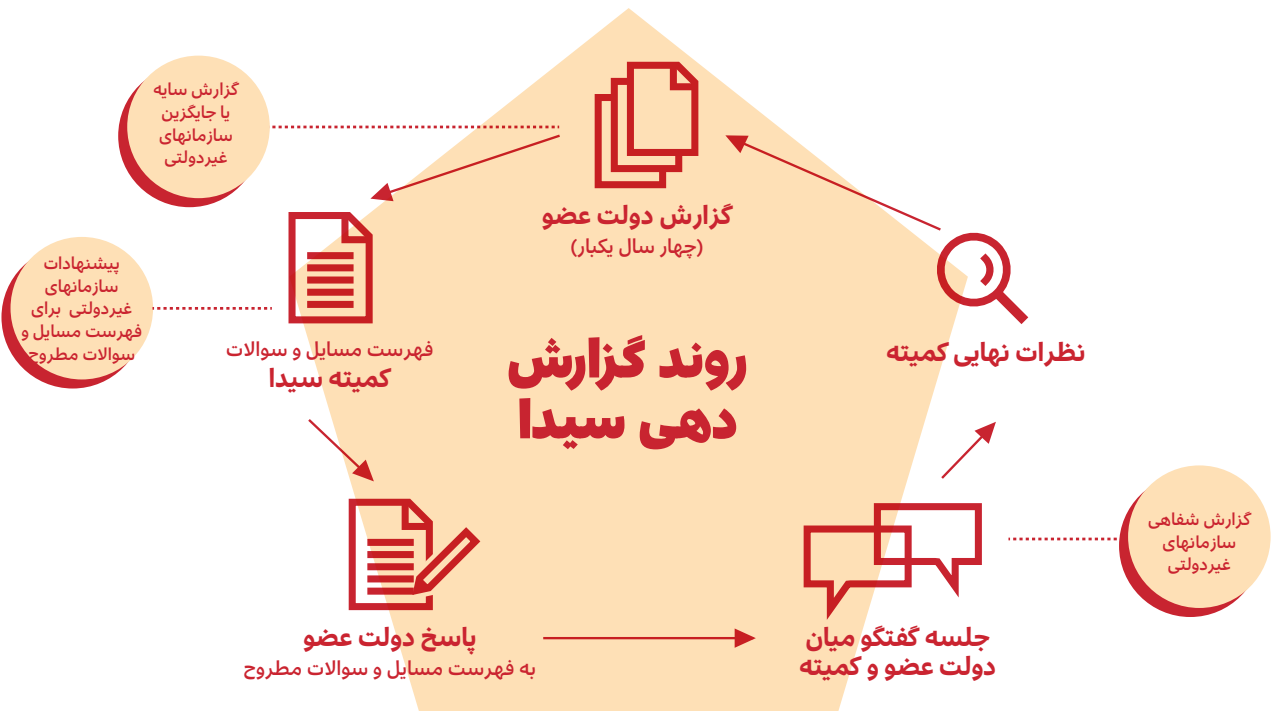 گزارش سایه
یا جایگزین
سازمانهای
غیردولتی
گزارش دولت عضو
(چهار سال یکبار)
پیشنهادات
سازمانهای
غیردولتی برای
فهرست مسایل و
سوالات مطروح
فهرست مسایل و سوالات
کمیته سیدا
روند گزارش
دهی سیدا
نظرات نهایی کمیته
گزارش شفاهی
سازمانهای
غیردولتی
پاسخ دولت عضو
به فهرست مسایل و سوالات مطروح
جلسه گفتگو میان
دولت عضو و کمیته